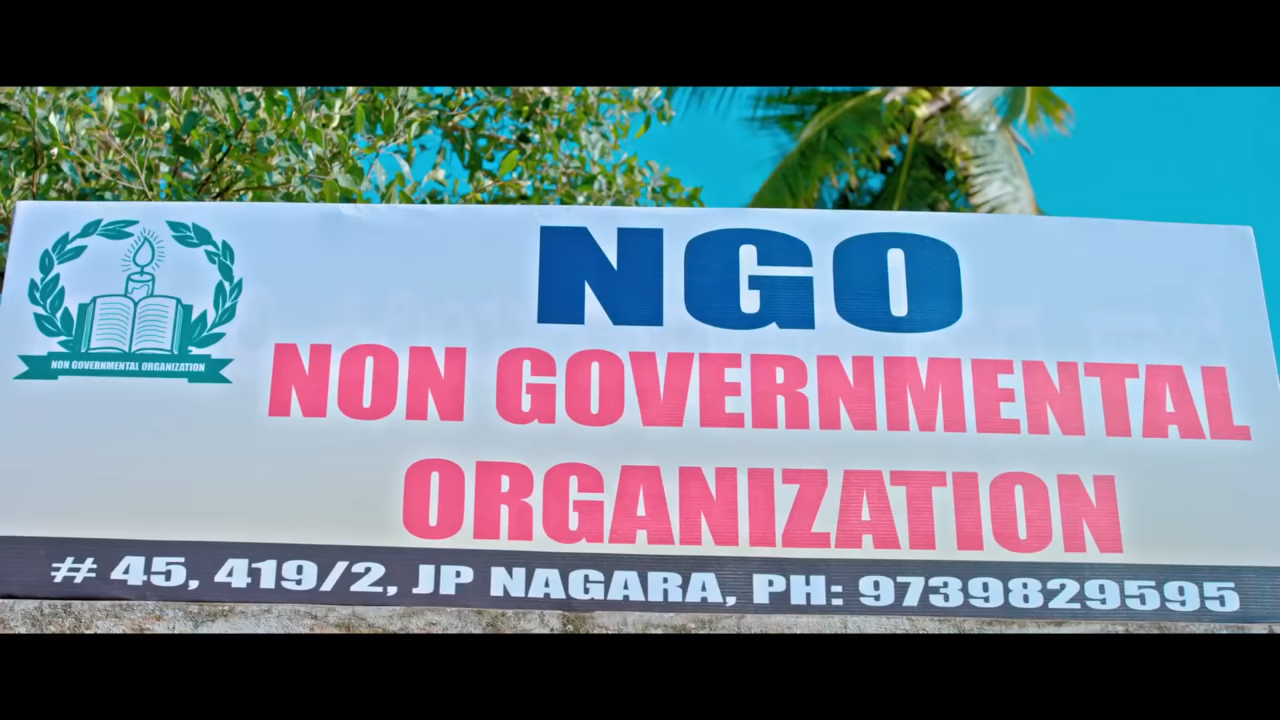 NGO
NON GOVERNMENTAL
ORGANIZATION
NON GOVERNMENTAL ORGANIZATION
# 45, 419/2, JP NAGARA, PH: 9739829595